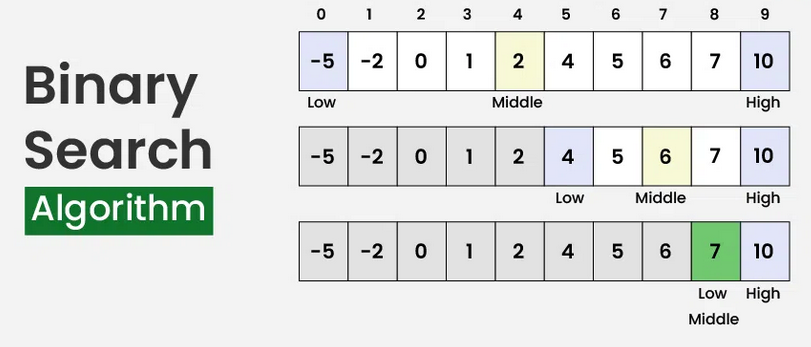 Binary
Search
Algorithm
0 1 2 3 4 5 6 7 8 9
-5 -2 0 1 2 4 5 6 7 10
Low Middle High
-5 -2 0 1 2 4 5 6 7 10
Low Middle High
-5 -2 0 1 2 4 5 6 7 10
Low High
Middle